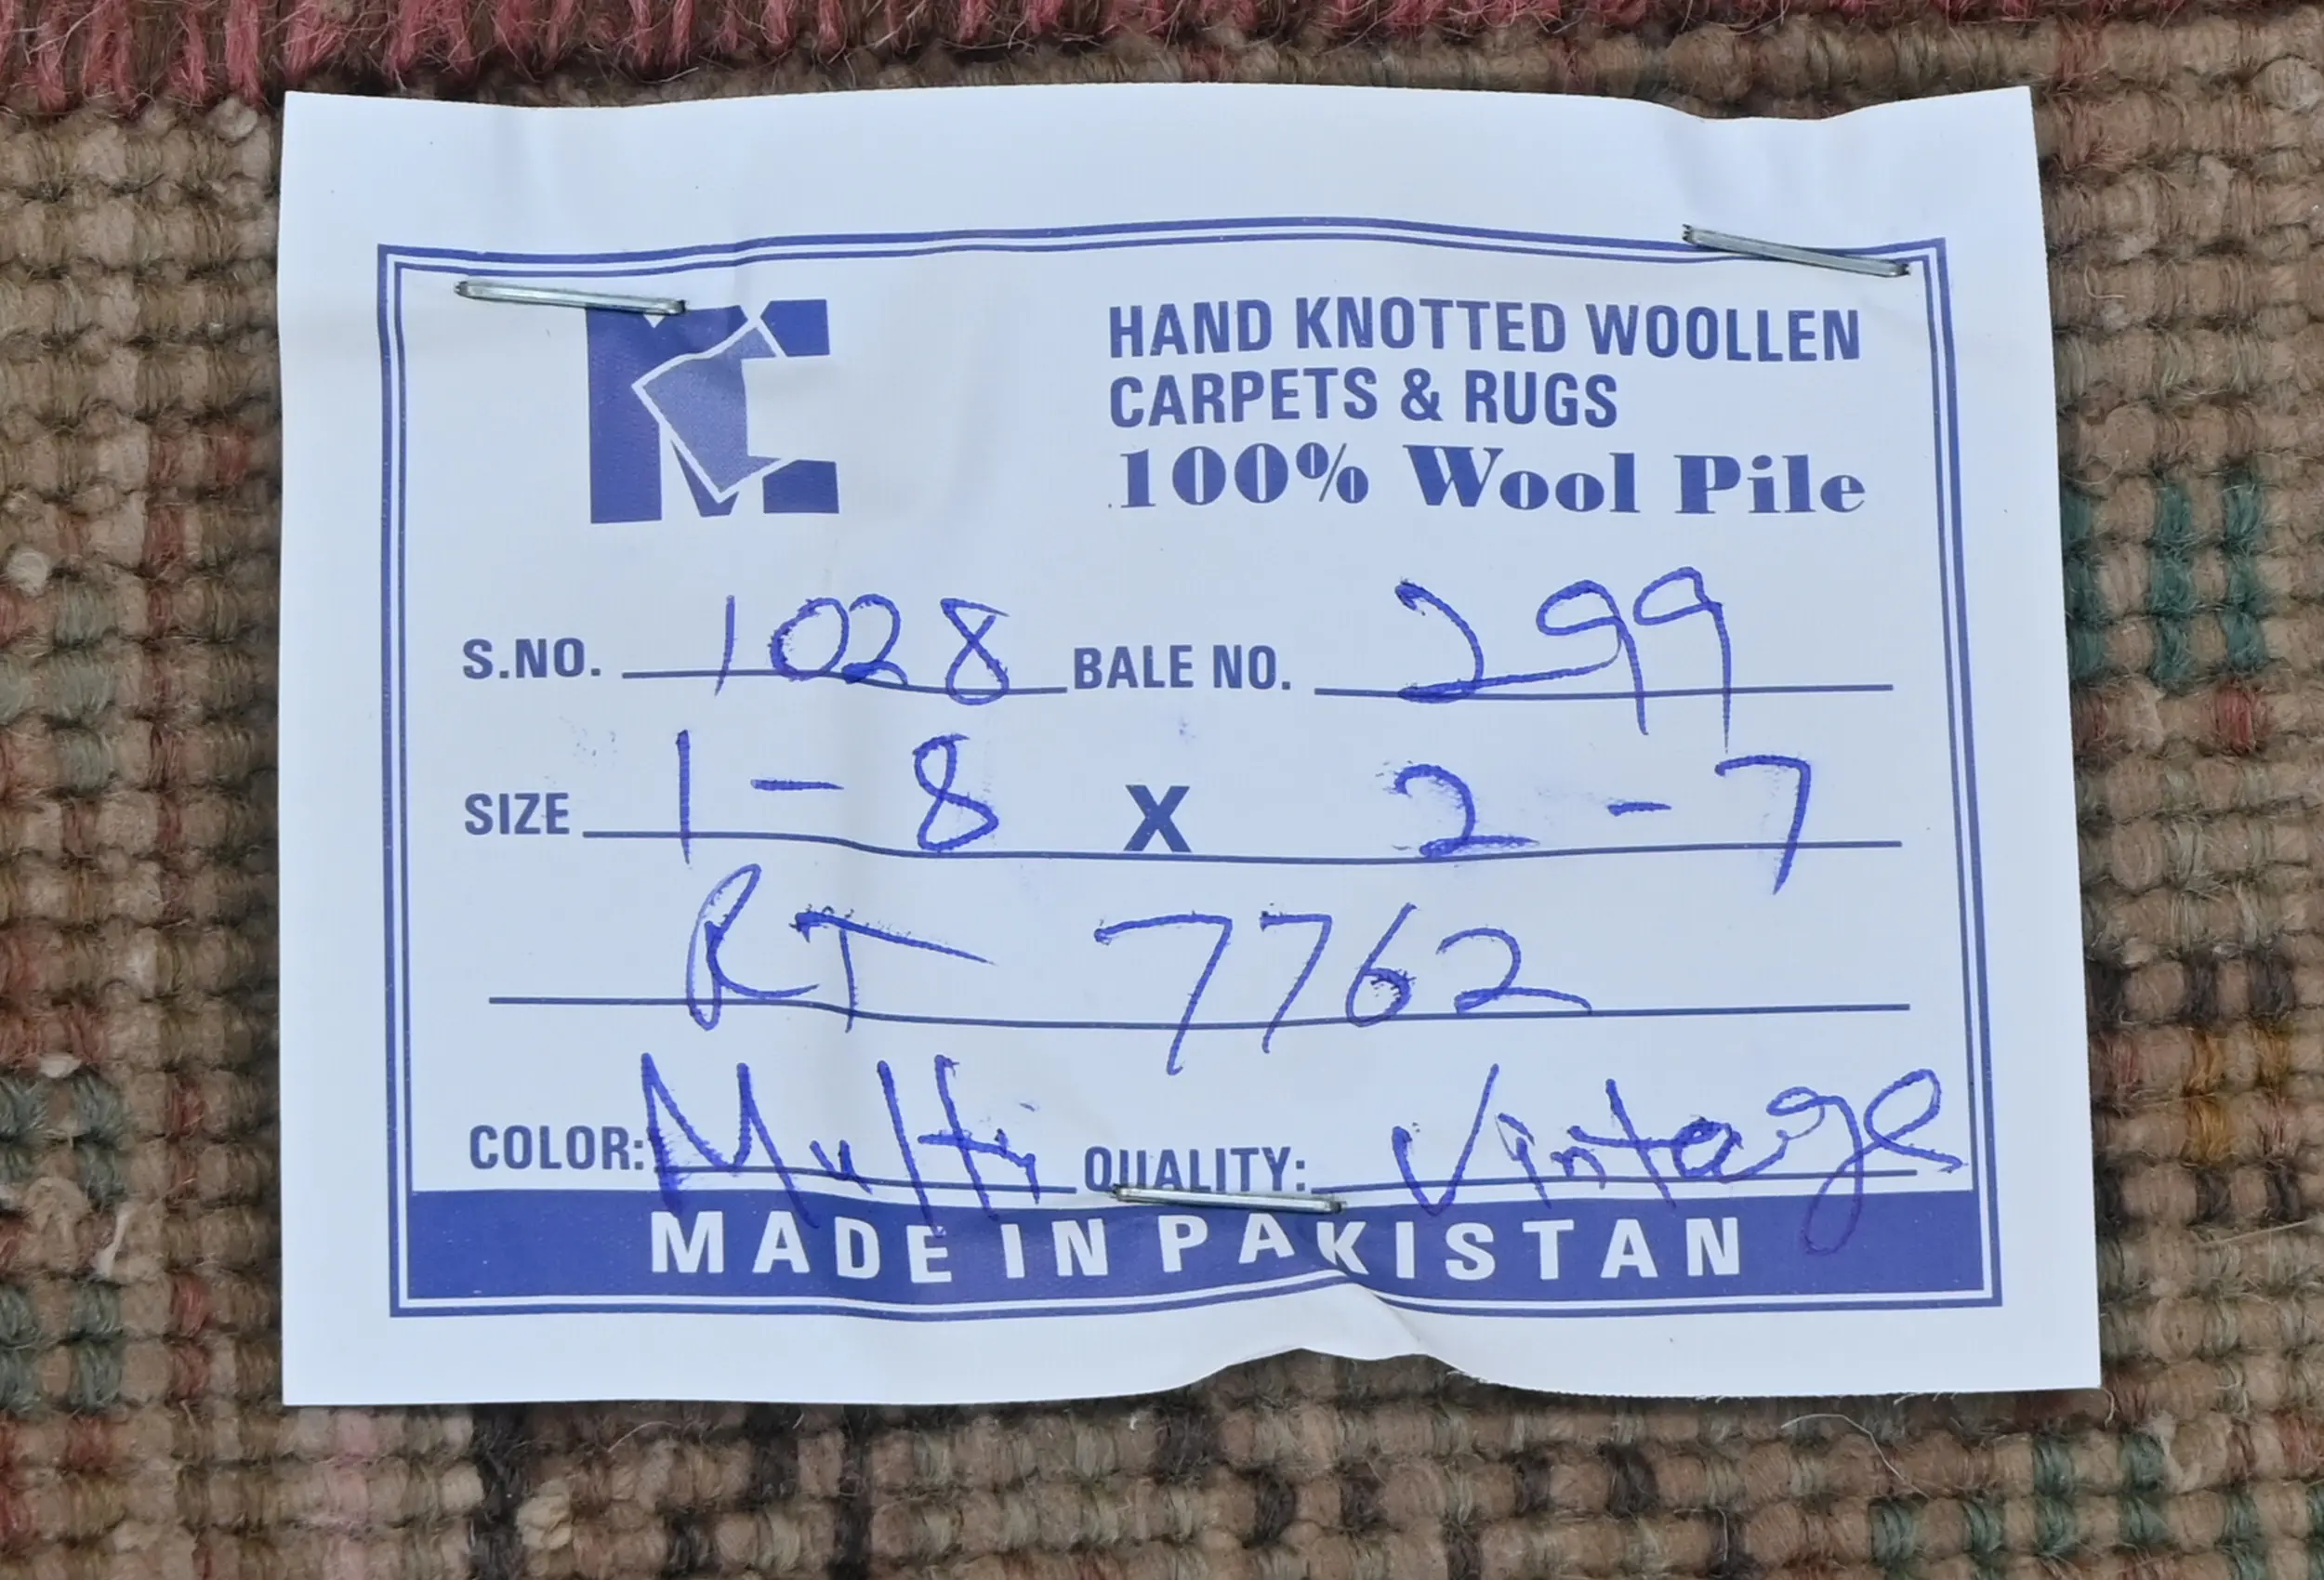 MC
HAND KNOTTED WOOLLEN
CARPETS & RUGS
100% Wool Pile
S.NO. 1028 BALE NO. 299
SIZE 1-8 X 2-7
RT 7762
COLOR: Multi QUALITY: Vintage
MADE IN PAKISTAN